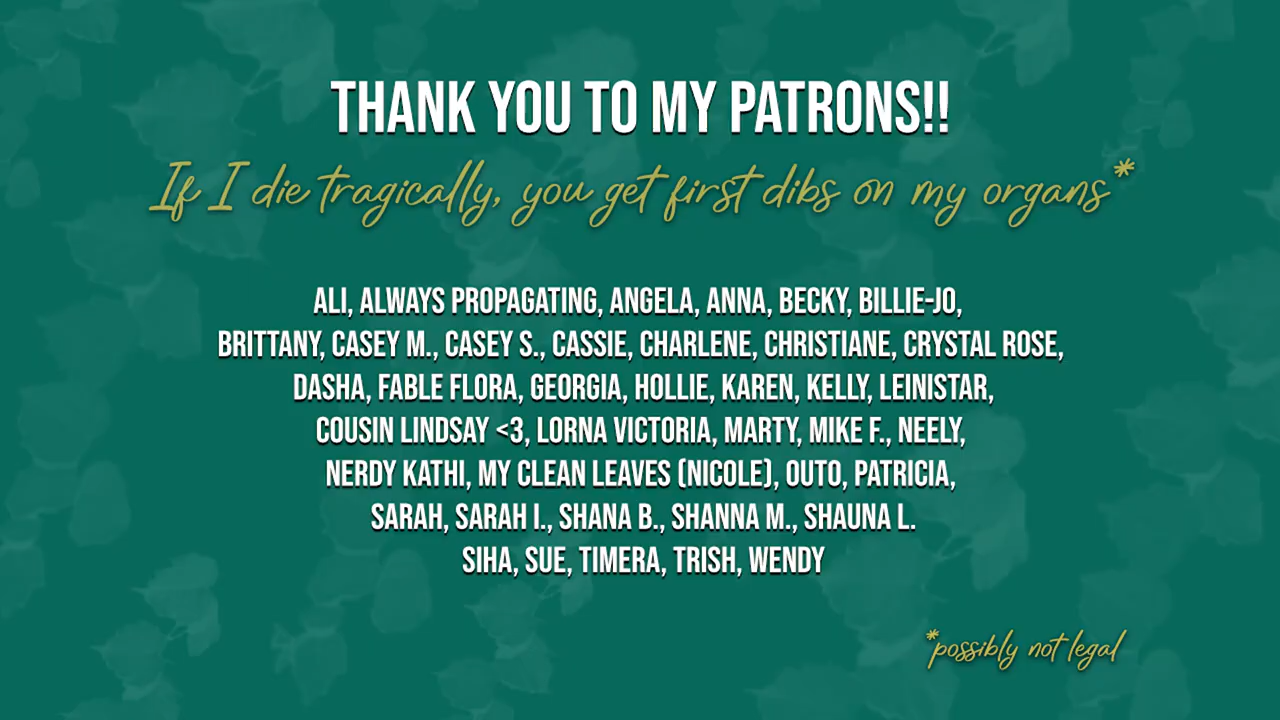 THANK YOU TO MY PATRONS!!
If I die tragically, you get first dibs on my organs*
ALI, ALWAYS PROPAGATING, ANGELA, ANNA, BECKY, BILLIE-JO,
BRITTANY, CASEY M., CASEY S., CASSIE, CHARLENE, CHRISTIANE, CRYSTAL ROSE,
DASHA, FABLE FLORA, GEORGIA, HOLLIE, KAREN, KELLY, LEINISTAR,
COUSIN LINDSAY <3, LORNA VICTORIA, MARTY, MIKE F., NEELY,
NERDY KATHI, MY CLEAN LEAVES (NICOLE), OUTO, PATRICIA,
SARAH, SARAH I., SHANA B., SHANNA M., SHAUNA L.
SIHA, SUE, TIMERA, TRISH, WENDY
*possibly not legal